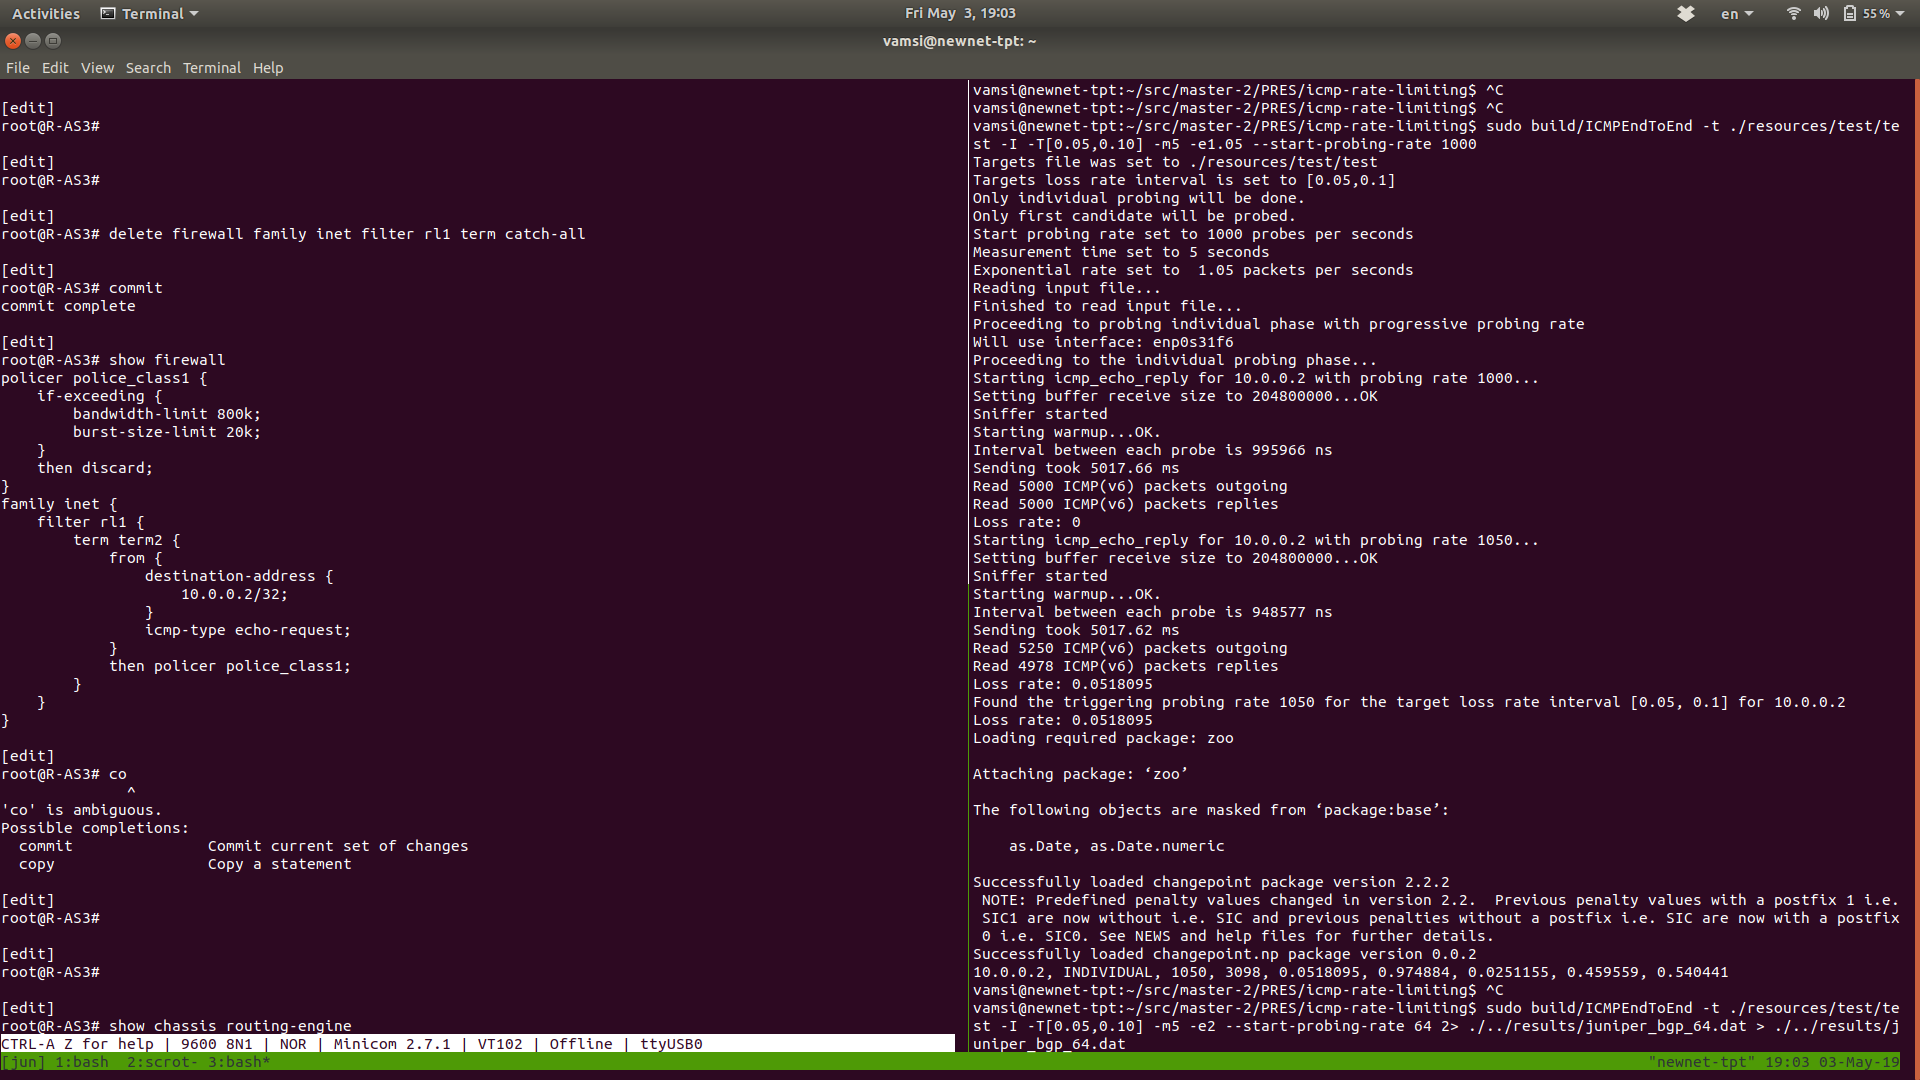 Activities Terminal Fri May 3, 19:03 en 55 %
vamsi@newnet-tpt: ~
File Edit View Search Terminal Help
[edit]
root@R-AS3#
[edit]
root@R-AS3#
[edit]
root@R-AS3# delete firewall family inet filter rl1 term catch-all
[edit]
root@R-AS3# commit
commit complete
[edit]
root@R-AS3# show firewall
policer police_class1 {
    if-exceeding {
        bandwidth-limit 800k;
        burst-size-limit 20k;
    }
    then discard;
}
family inet {
    filter rl1 {
        term term2 {
            from {
                destination-address {
                    10.0.0.2/32;
                }
                icmp-type echo-request;
            }
            then policer police_class1;
        }
    }
}
[edit]
root@R-AS3# co
              ^
'co' is ambiguous.
Possible completions:
  commit               Commit current set of changes
  copy                 Copy a statement
[edit]
root@R-AS3#
[edit]
root@R-AS3#
[edit]
root@R-AS3# show chassis routing-engine
CTRL-A Z for help | 9600 8N1 | NOR | Minicom 2.7.1 | VT102 | Offline | ttyUSB0
vamsi@newnet-tpt:~/src/master-2/PRES/icmp-rate-limiting$ ^C
vamsi@newnet-tpt:~/src/master-2/PRES/icmp-rate-limiting$ ^C
vamsi@newnet-tpt:~/src/master-2/PRES/icmp-rate-limiting$ sudo build/ICMPEndToEnd -t ./resources/test/te
st -I -T[0.05,0.10] -m5 -e1.05 --start-probing-rate 1000
Targets file was set to ./resources/test/test
Targets loss rate interval is set to [0.05,0.1]
Only individual probing will be done.
Only first candidate will be probed.
Start probing rate set to 1000 probes per seconds
Measurement time set to 5 seconds
Exponential rate set to  1.05 packets per seconds
Reading input file...
Finished to read input file...
Proceeding to probing individual phase with progressive probing rate
Will use interface: enp0s31f6
Proceeding to the individual probing phase...
Starting icmp_echo_reply for 10.0.0.2 with probing rate 1000...
Setting buffer receive size to 204800000...OK
Sniffer started
Starting warmup...OK.
Interval between each probe is 995966 ns
Sending took 5017.66 ms
Read 5000 ICMP(v6) packets outgoing
Read 5000 ICMP(v6) packets replies
Loss rate: 0
Starting icmp_echo_reply for 10.0.0.2 with probing rate 1050...
Setting buffer receive size to 204800000...OK
Sniffer started
Starting warmup...OK.
Interval between each probe is 948577 ns
Sending took 5017.62 ms
Read 5250 ICMP(v6) packets outgoing
Read 4978 ICMP(v6) packets replies
Loss rate: 0.0518095
Found the triggering probing rate 1050 for the target loss rate interval [0.05, 0.1] for 10.0.0.2
Loss rate: 0.0518095
Loading required package: zoo
Attaching package: ‘zoo’
The following objects are masked from ‘package:base’:
    as.Date, as.Date.numeric
Successfully loaded changepoint package version 2.2.2
 NOTE: Predefined penalty values changed in version 2.2.  Previous penalty values with a postfix 1 i.e.
 SIC1 are now without i.e. SIC and previous penalties without a postfix i.e. SIC are now with a postfix
 0 i.e. SIC0. See NEWS and help files for further details.
Successfully loaded changepoint.np package version 0.0.2
10.0.0.2, INDIVIDUAL, 1050, 3098, 0.0518095, 0.974884, 0.0251155, 0.459559, 0.540441
vamsi@newnet-tpt:~/src/master-2/PRES/icmp-rate-limiting$ ^C
vamsi@newnet-tpt:~/src/master-2/PRES/icmp-rate-limiting$ sudo build/ICMPEndToEnd -t ./resources/test/te
st -I -T[0.05,0.10] -m5 -e2 --start-probing-rate 64 2> ./../results/juniper_bgp_64.dat > ./../results/j
uniper_bgp_64.dat
[jun] 1:bash  2:scrot- 3:bash* "newnet-tpt" 19:03 03-May-19